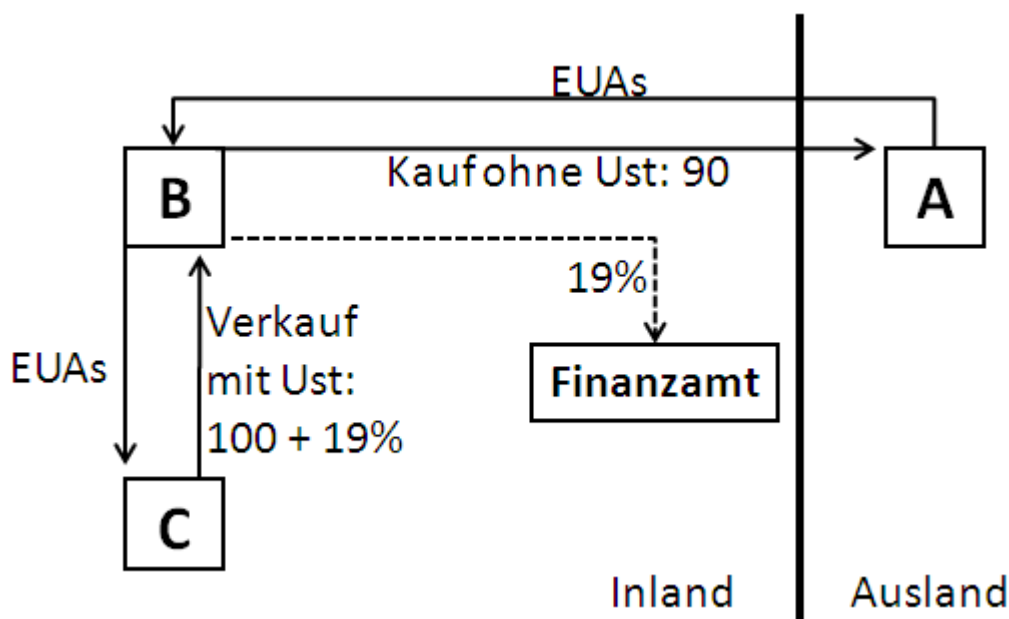 EUAs
Kauf ohne Ust: 90
B
A
19%
Verkauf
mit Ust:
100 + 19%
EUAs
Finanzamt
C
Inland
Ausland